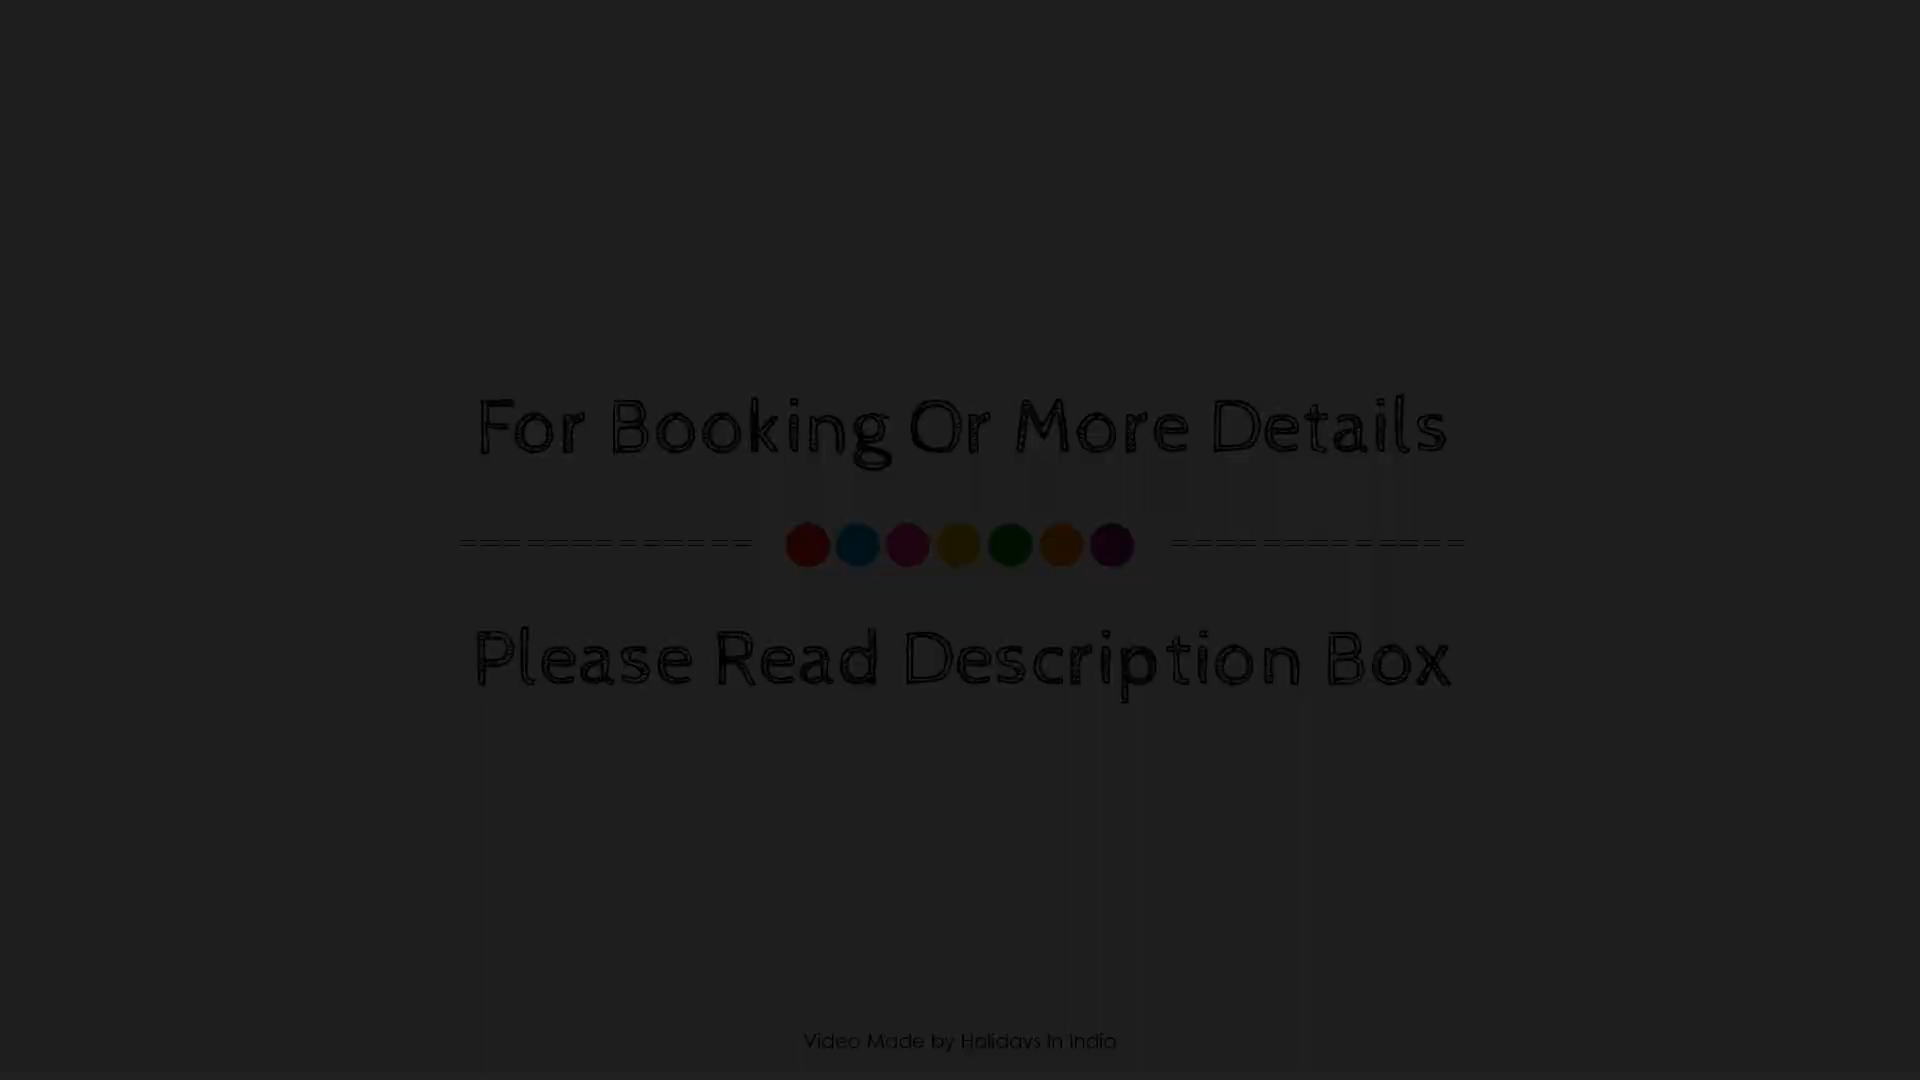 For Booking Or More Details
============= =============
Please Read Description Box
Video Made by Holidays In India